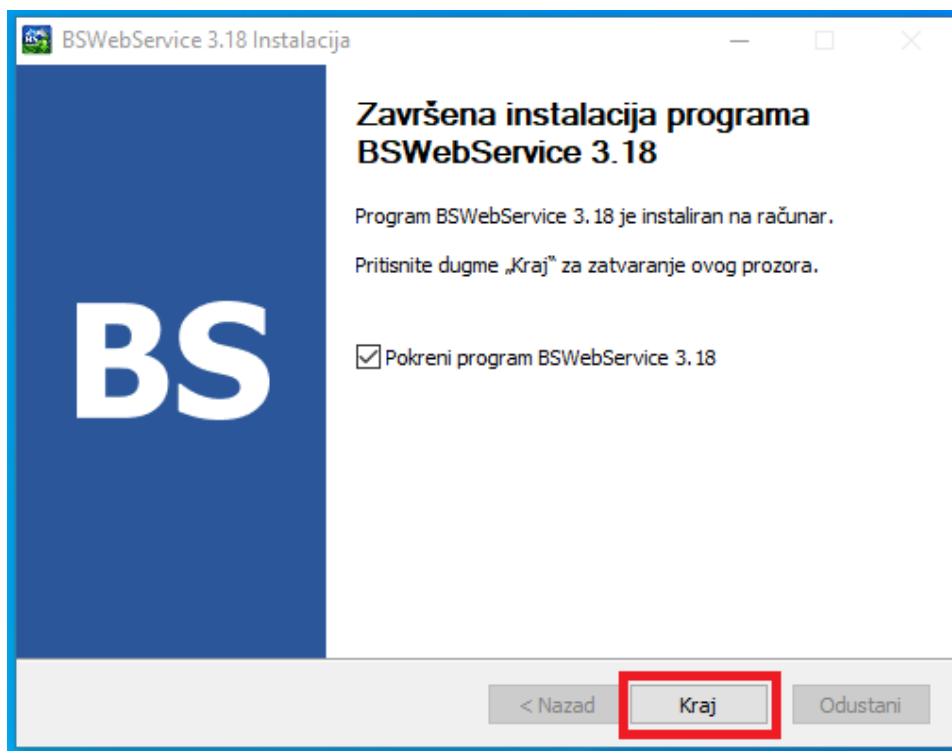 BSWebService 3.18 Instalacija
Završena instalacija programa
BSWebService 3.18
Program BSWebService 3.18 je instaliran na računar.
Pritisnite dugme „Kraj“ za zatvaranje ovog prozora.
BS
Pokreni program BSWebService 3.18
< Nazad
Kraj
Odustani